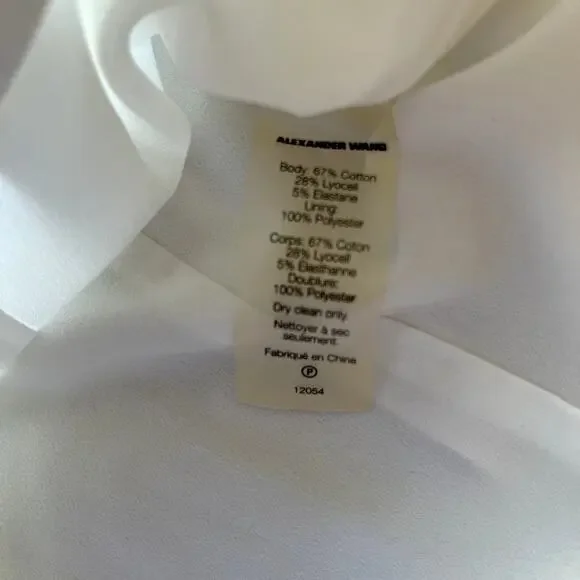 ALEXANDER WANG
Body: 67% Cotton
28% Lyocell
5% Elastane
Lining:
100% Polyester
Corps: 67% Coton
28% Lyocell
5% Elasthanne
Doublure:
100% Polyester
Dry clean only.
Nettoyer à sec
seulement.
Fabriqué en Chine
P
12054